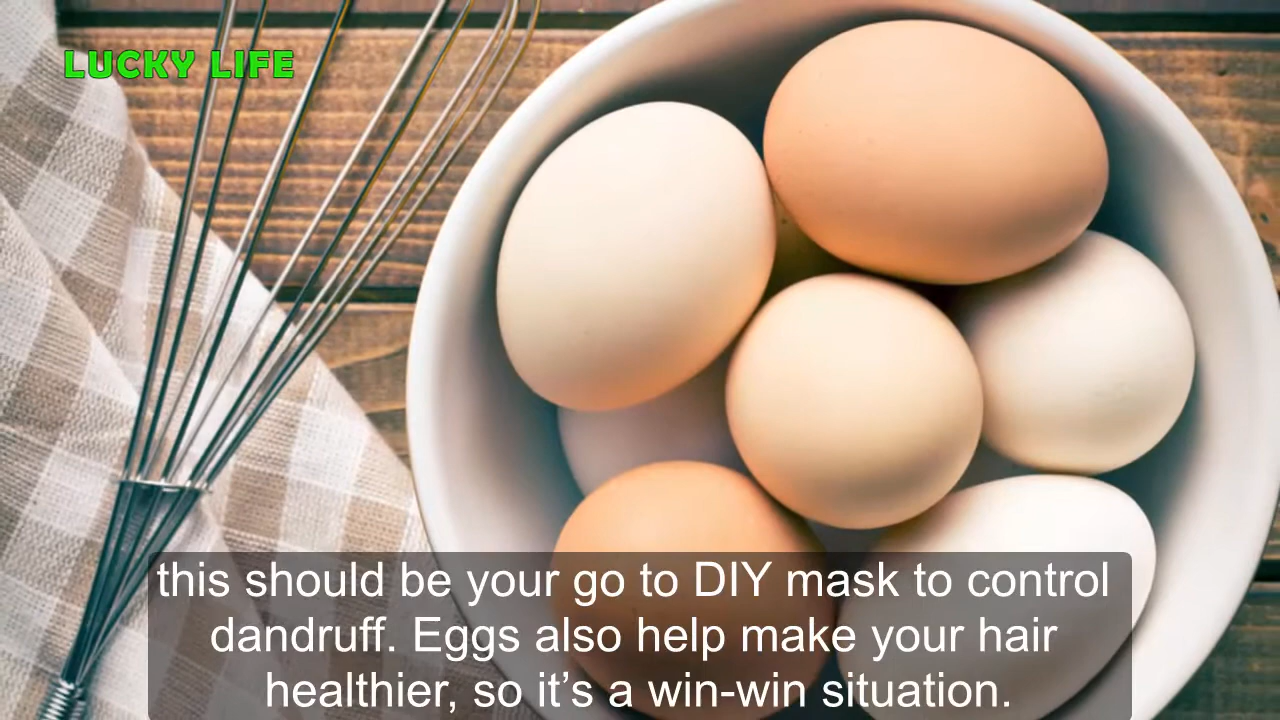 LUCKY LIFE
this should be your go to DIY mask to control
dandruff. Eggs also help make your hair
healthier, so it’s a win-win situation.